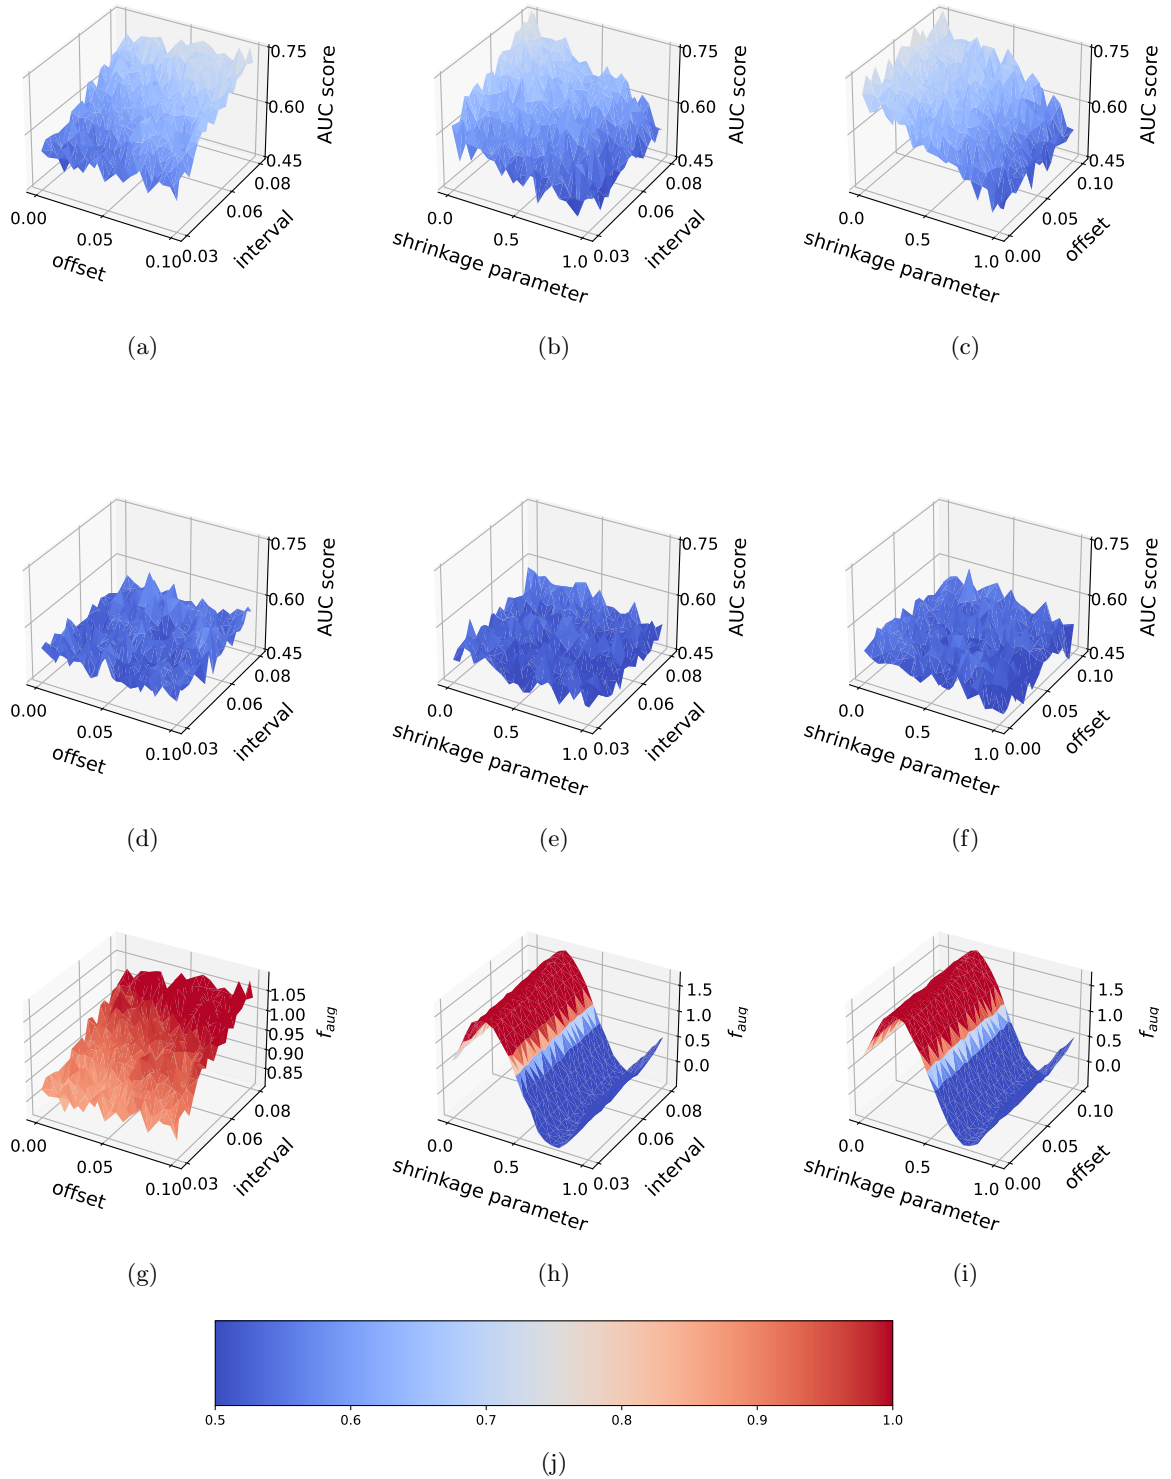 0.75
0.60
0.45
AUC score
0.00
0.05
0.10
offset
0.03
0.06
0.08
interval
(a)
0.75
0.60
0.45
AUC score
0.0
0.5
1.0
shrinkage parameter
0.03
0.06
0.08
interval
(b)
0.75
0.60
0.45
AUC score
0.0
0.5
1.0
shrinkage parameter
0.00
0.05
0.10
offset
(c)
0.75
0.60
0.45
AUC score
0.00
0.05
0.10
offset
0.03
0.06
0.08
interval
(d)
0.75
0.60
0.45
AUC score
0.0
0.5
1.0
shrinkage parameter
0.03
0.06
0.08
interval
(e)
0.75
0.60
0.45
AUC score
0.0
0.5
1.0
shrinkage parameter
0.00
0.05
0.10
offset
(f)
1.05
1.00
0.95
0.90
0.85
f_aug
0.00
0.05
0.10
offset
0.03
0.06
0.08
interval
(g)
1.5
1.0
0.5
0.0
f_aug
0.0
0.5
1.0
shrinkage parameter
0.03
0.06
0.08
interval
(h)
1.5
1.0
0.5
0.0
f_aug
0.0
0.5
1.0
shrinkage parameter
0.00
0.05
0.10
offset
(i)
0.5 0.6 0.7 0.8 0.9 1.0
(j)